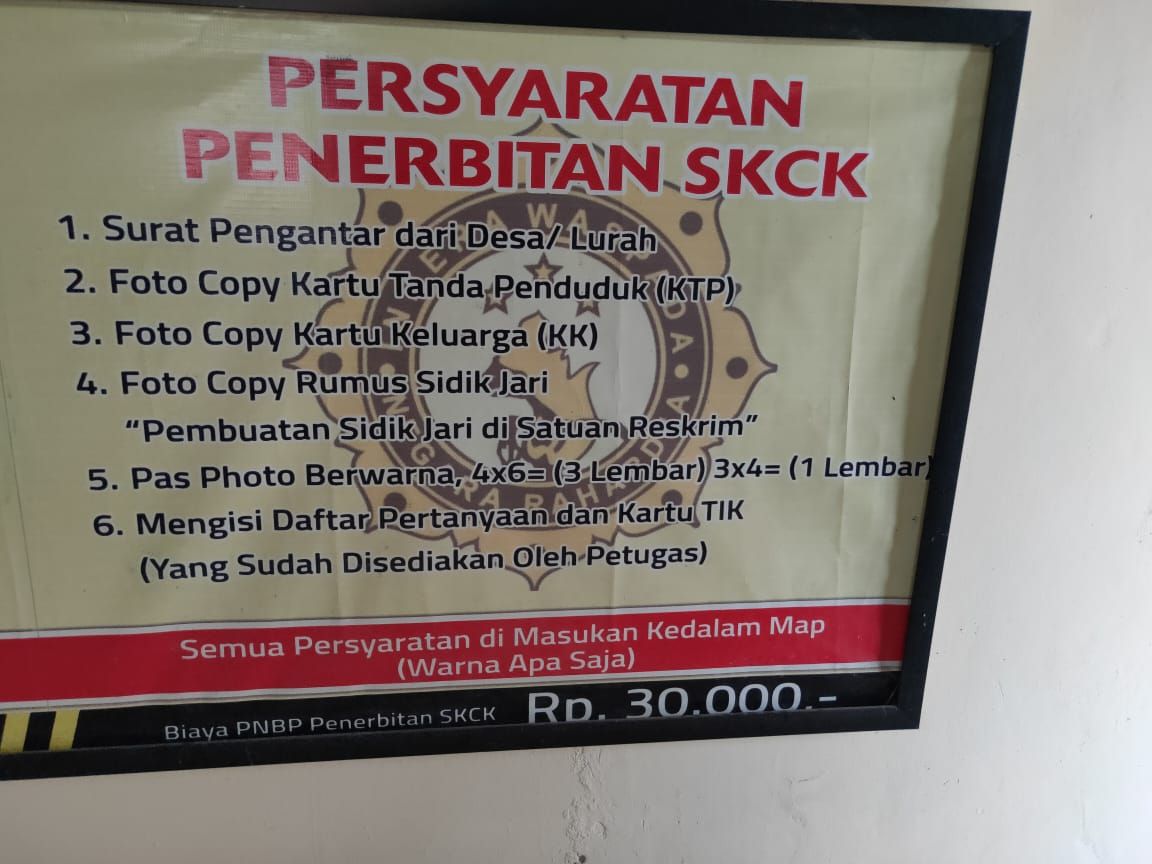 PERSYARATAN
PENERBITAN SKCK
1. Surat Pengantar dari Desa/ Lurah
2. Foto Copy Kartu Tanda Penduduk (KTP)
3. Foto Copy Kartu Keluarga (KK)
4. Foto Copy Rumus Sidik Jari
“Pembuatan Sidik Jari di Satuan Reskrim”
5. Pas Photo Berwarna, 4x6= (3 Lembar) 3x4= (1 Lembar)
6. Mengisi Daftar Pertanyaan dan Kartu TIK
(Yang Sudah Disediakan Oleh Petugas)
Semua Persyaratan di Masukan Kedalam Map
(Warna Apa Saja)
Biaya PNBP Penerbitan SKCK Rp. 30.000,-